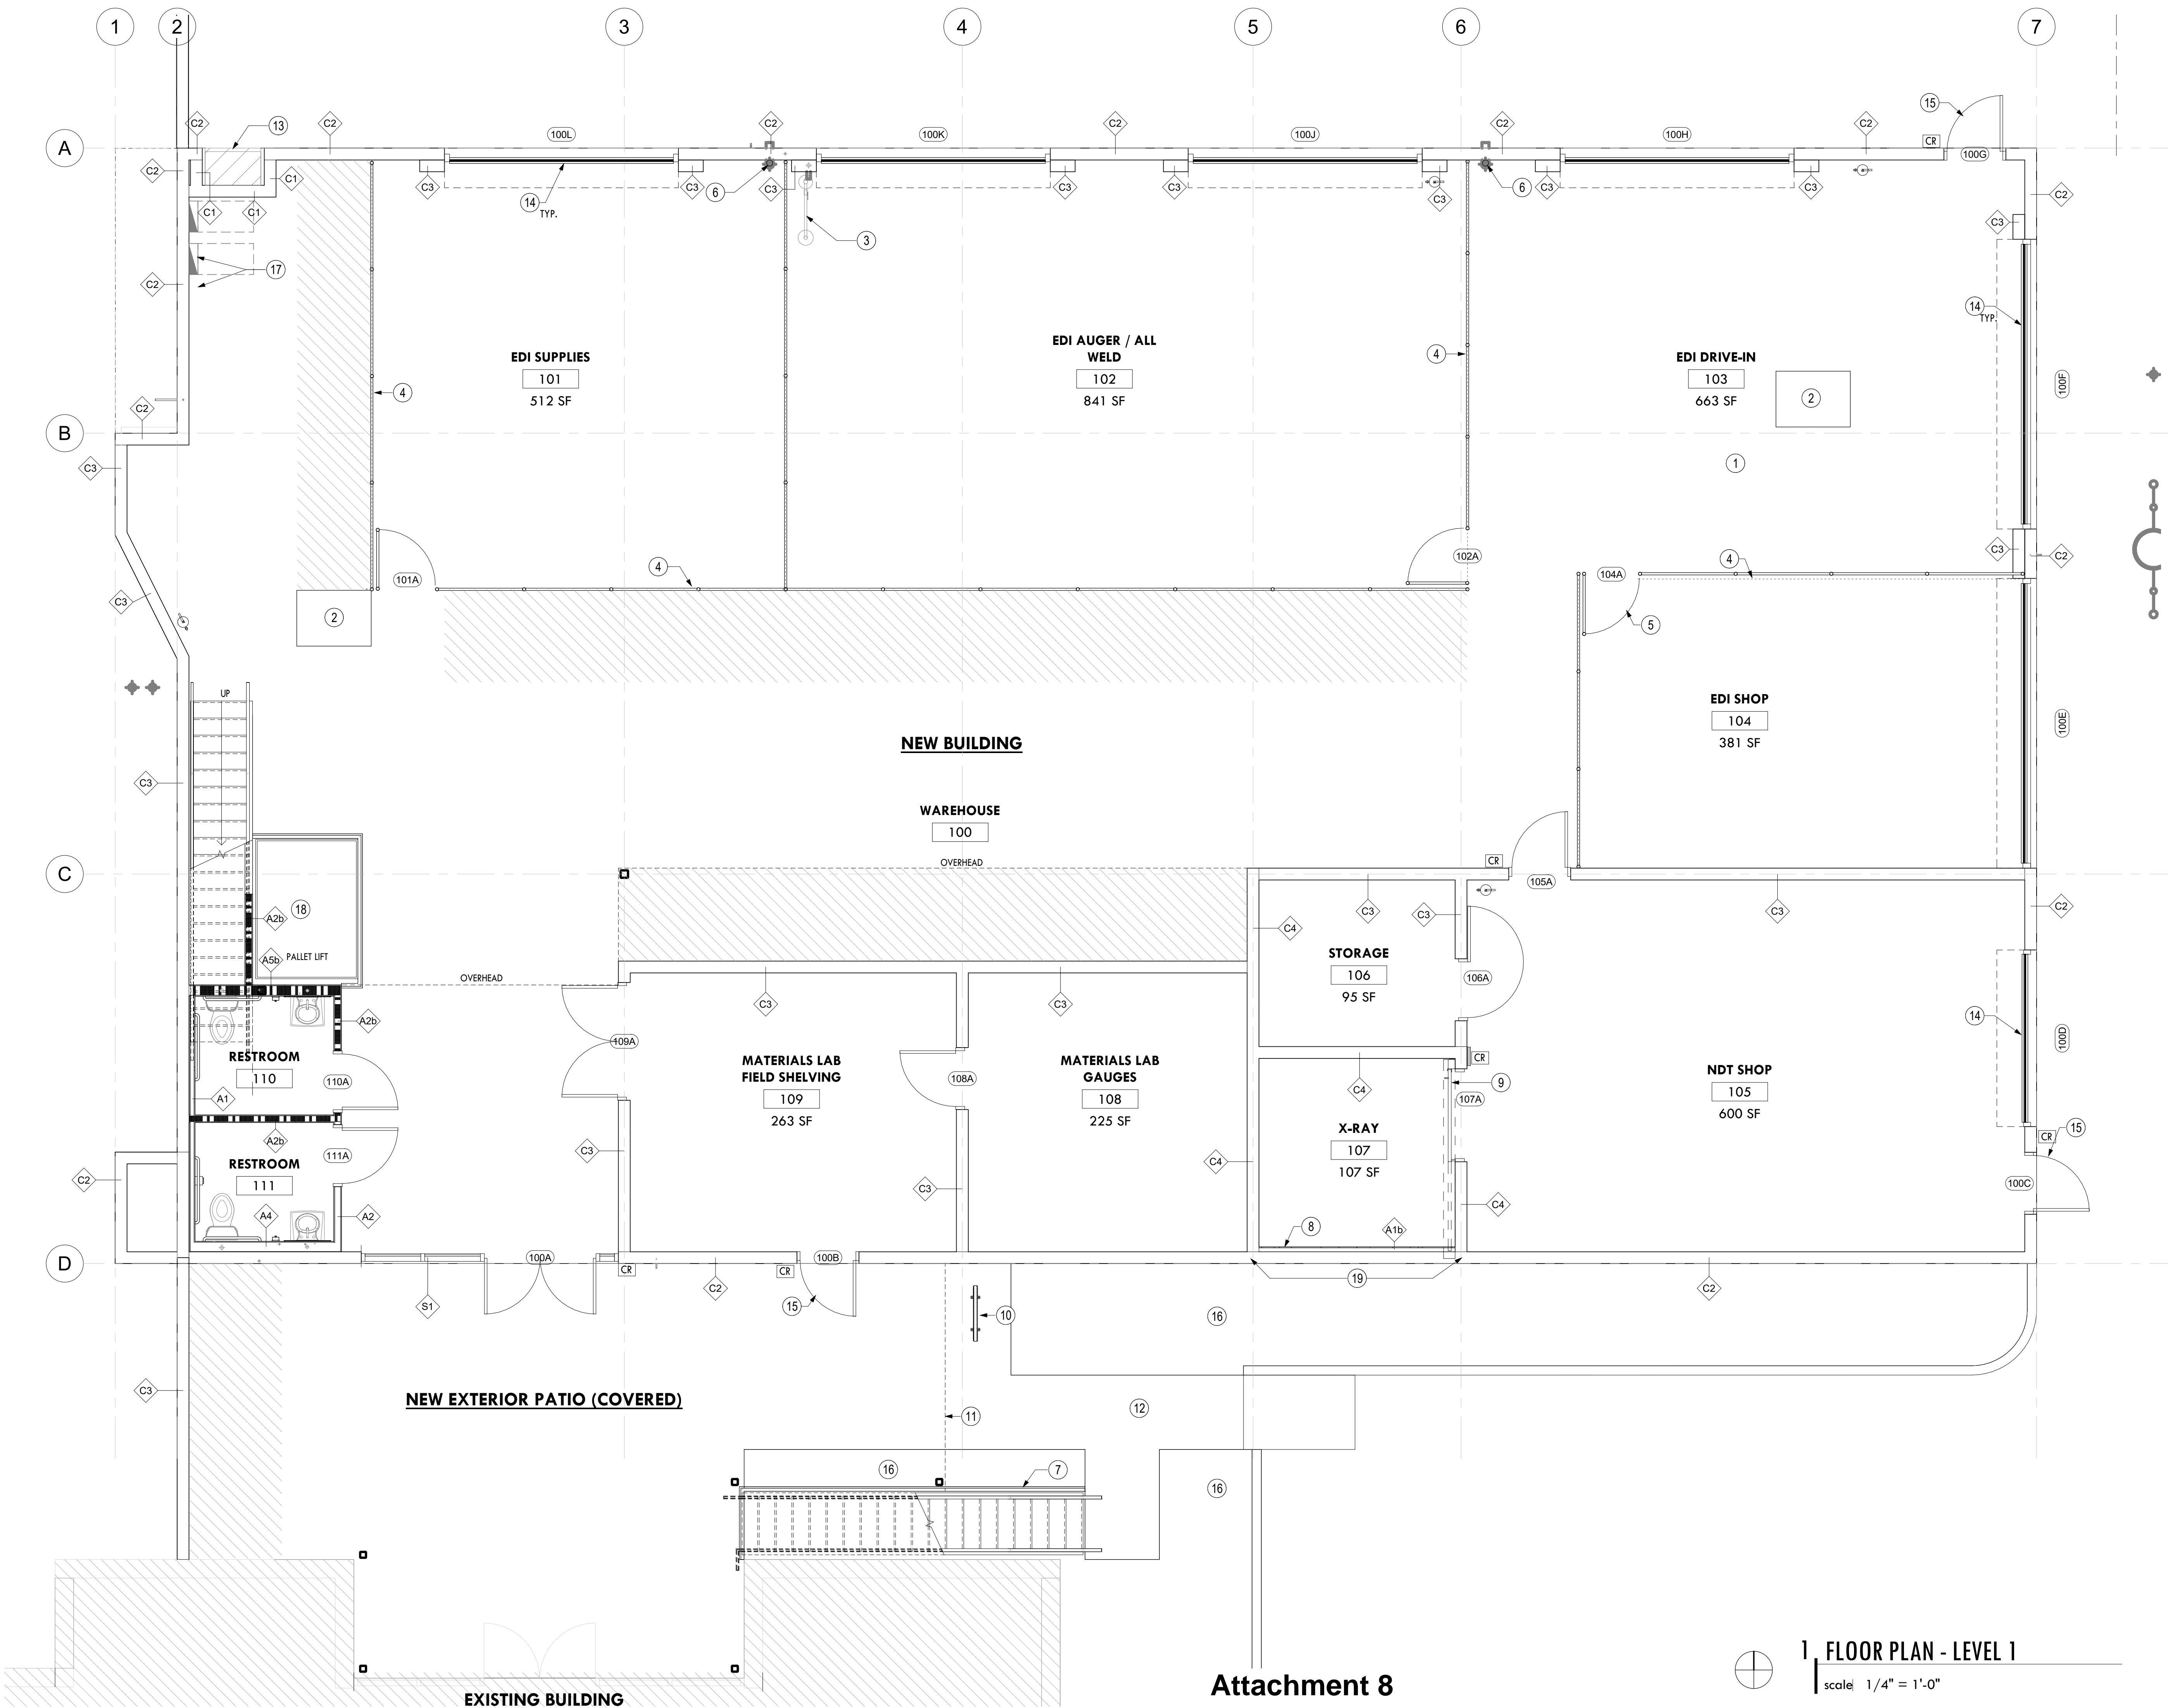 1 2 3 4 5 6 7
15
13
C2 C2 C2 C2 C2 C2
100L 100K 100J 100H
CR
100G
A
C2
C1
C3 C3 C3 C3 C3 C3 C3 C3
6 6
14
TYP.
C2
C1 C1
3
C3
17
C2
14
TYP.
EDI SUPPLIES
101
512 SF
EDI AUGER / ALL
WELD
102
841 SF
4
EDI DRIVE-IN
103
663 SF
2
100F
4
C2
B
C3
1
C3
C2
102A
4
4
104A
101A
C3
2
5
UP
EDI SHOP
104
381 SF
100E
NEW BUILDING
C3
WAREHOUSE
100
OVERHEAD
CR
C
105A
18
A2b
C3 C3 C3
C2
C4
A5b
PALLET LIFT
OVERHEAD
STORAGE
106
95 SF
106A
C3 C3
A2b
14
109A
100D
RESTROOM
110
110A
MATERIALS LAB
FIELD SHELVING
109
263 SF
108A
MATERIALS LAB
GAUGES
108
225 SF
CR
C4
9
107A
NDT SHOP
105
600 SF
A1
A2b
X-RAY
107
107 SF
15
CR
C3
111A
RESTROOM
111
C4
C2
C3
100C
A4
A2
8
A1b
C4
D
100A
100B
CR
CR
19
C2
C2
S1
15
10
16
C3
NEW EXTERIOR PATIO (COVERED)
11
12
16
7
16
1 FLOOR PLAN - LEVEL 1
scale 1/4" = 1'-0"
Attachment 8
EXISTING BUILDING